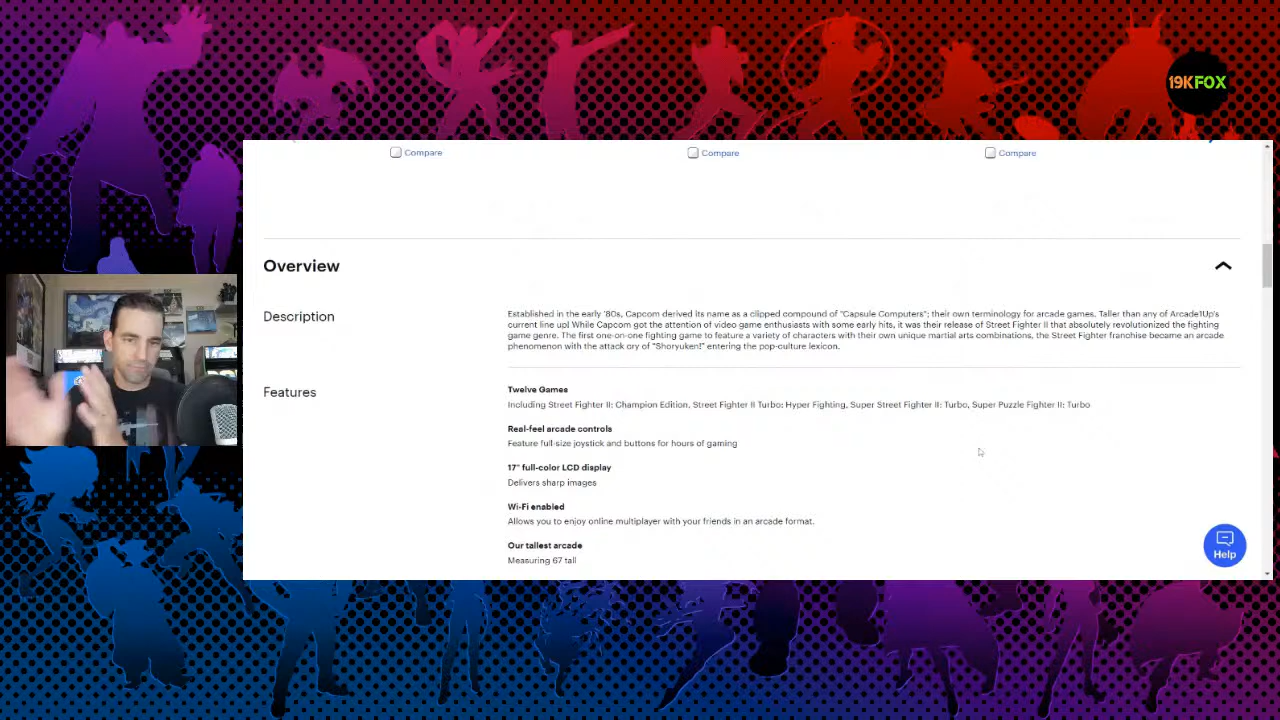 19KFOX
Compare
Compare
Compare
Overview
Description
Established in the early '80s, Capcom derived its name as a clipped compound of "Capsule Computers"; their own terminology for arcade games. Taller than any of Arcade1Up's
current line up! While Capcom got the attention of video game enthusiasts with some early hits, it was their release of Street Fighter II that absolutely revolutionized the fighting
game genre. The first one-on-one fighting game to feature a variety of characters with their own unique martial arts combinations, the Street Fighter franchise became an arcade
phenomenon with the attack cry of "Shoryuken!" entering the pop-culture lexicon.
Features
Twelve Games
Including Street Fighter II: Champion Edition, Street Fighter II Turbo: Hyper Fighting, Super Street Fighter II: Turbo, Super Puzzle Fighter II: Turbo
Real-feel arcade controls
Feature full-size joystick and buttons for hours of gaming
17" full-color LCD display
Delivers sharp images
Wi-Fi enabled
Allows you to enjoy online multiplayer with your friends in an arcade format.
Our tallest arcade
Measuring 67 tall
Help